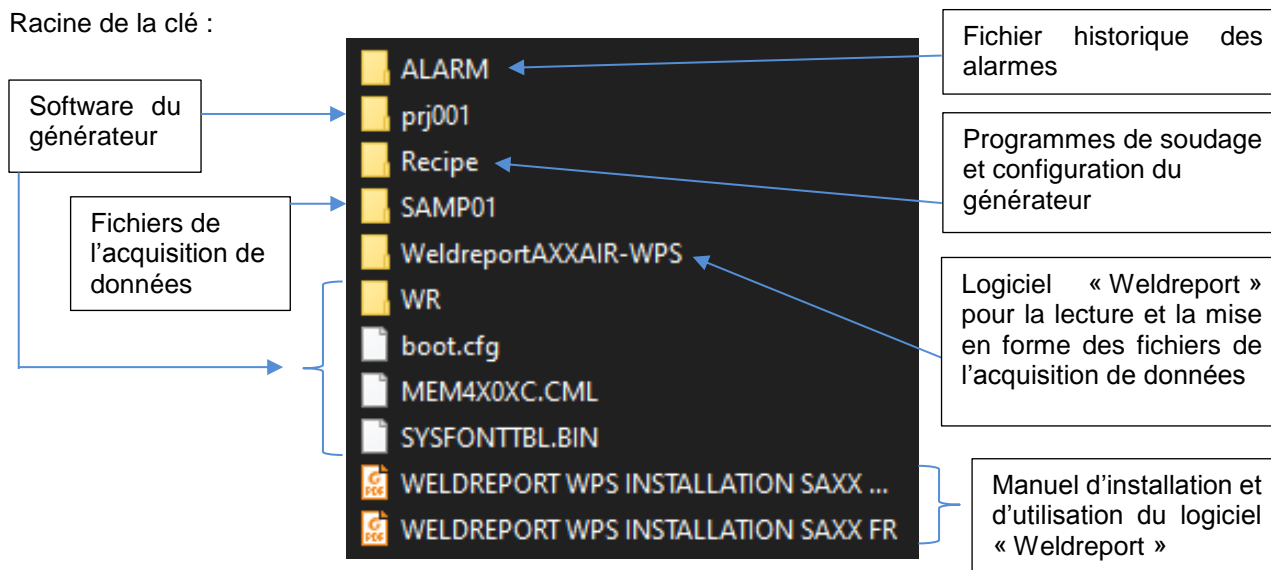 Racine de la clé :
Software du
générateur
Fichiers de
l’acquisition de
données
ALARM
prj001
Recipe
SAMP01
WeldreportAXXAIR-WPS
WR
boot.cfg
MEM4X0XC.CML
SYSFONTTBL.BIN
WELDREPORT WPS INSTALLATION SAXX ...
WELDREPORT WPS INSTALLATION SAXX FR
Fichier historique des
alarmes
Programmes de soudage
et configuration du
générateur
Logiciel « Weldreport »
pour la lecture et la mise
en forme des fichiers de
l’acquisition de données
Manuel d’installation et
d’utilisation du logiciel
« Weldreport »